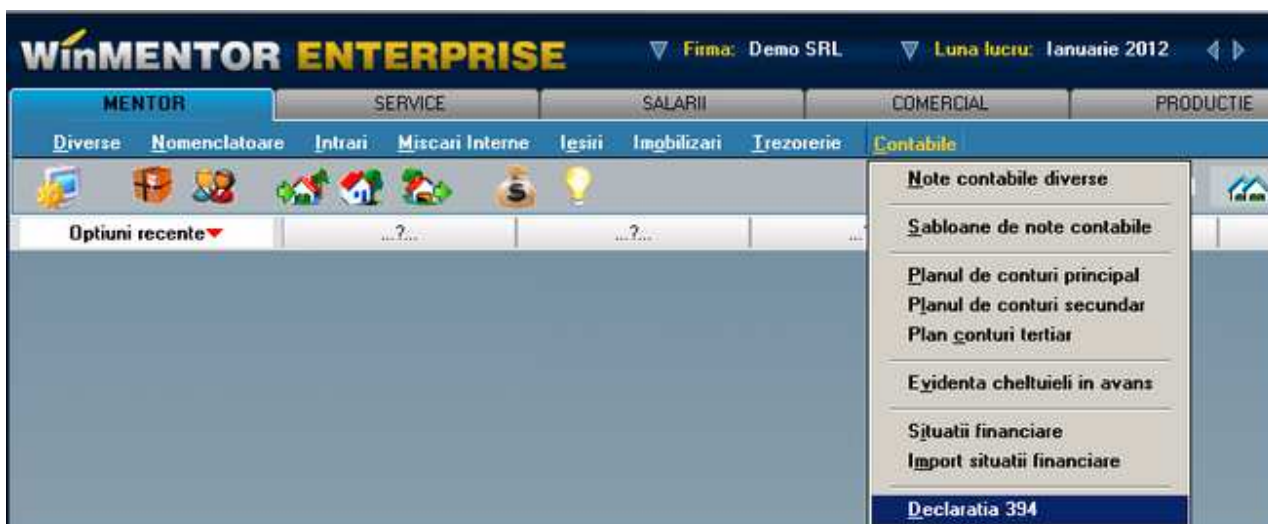 WinMENTOR ENTERPRISE Firma: Demo SRL Luna lucru: Ianuarie 2012
MENTOR SERVICE SALARII COMERCIAL PRODUCTIE
Diverse Nomenclatoare Intrari Miscari Interne Iesiri Imobilizari Trezorerie Contabile
Optiuni recente ...?... ...?...
Note contabile diverse
Sabloane de note contabile
Planul de conturi principal
Planul de conturi secundar
Plan conturi tertiar
Evidenta cheltuieli in avans
Situatii financiare
Import situatii financiare
Declaratia 394